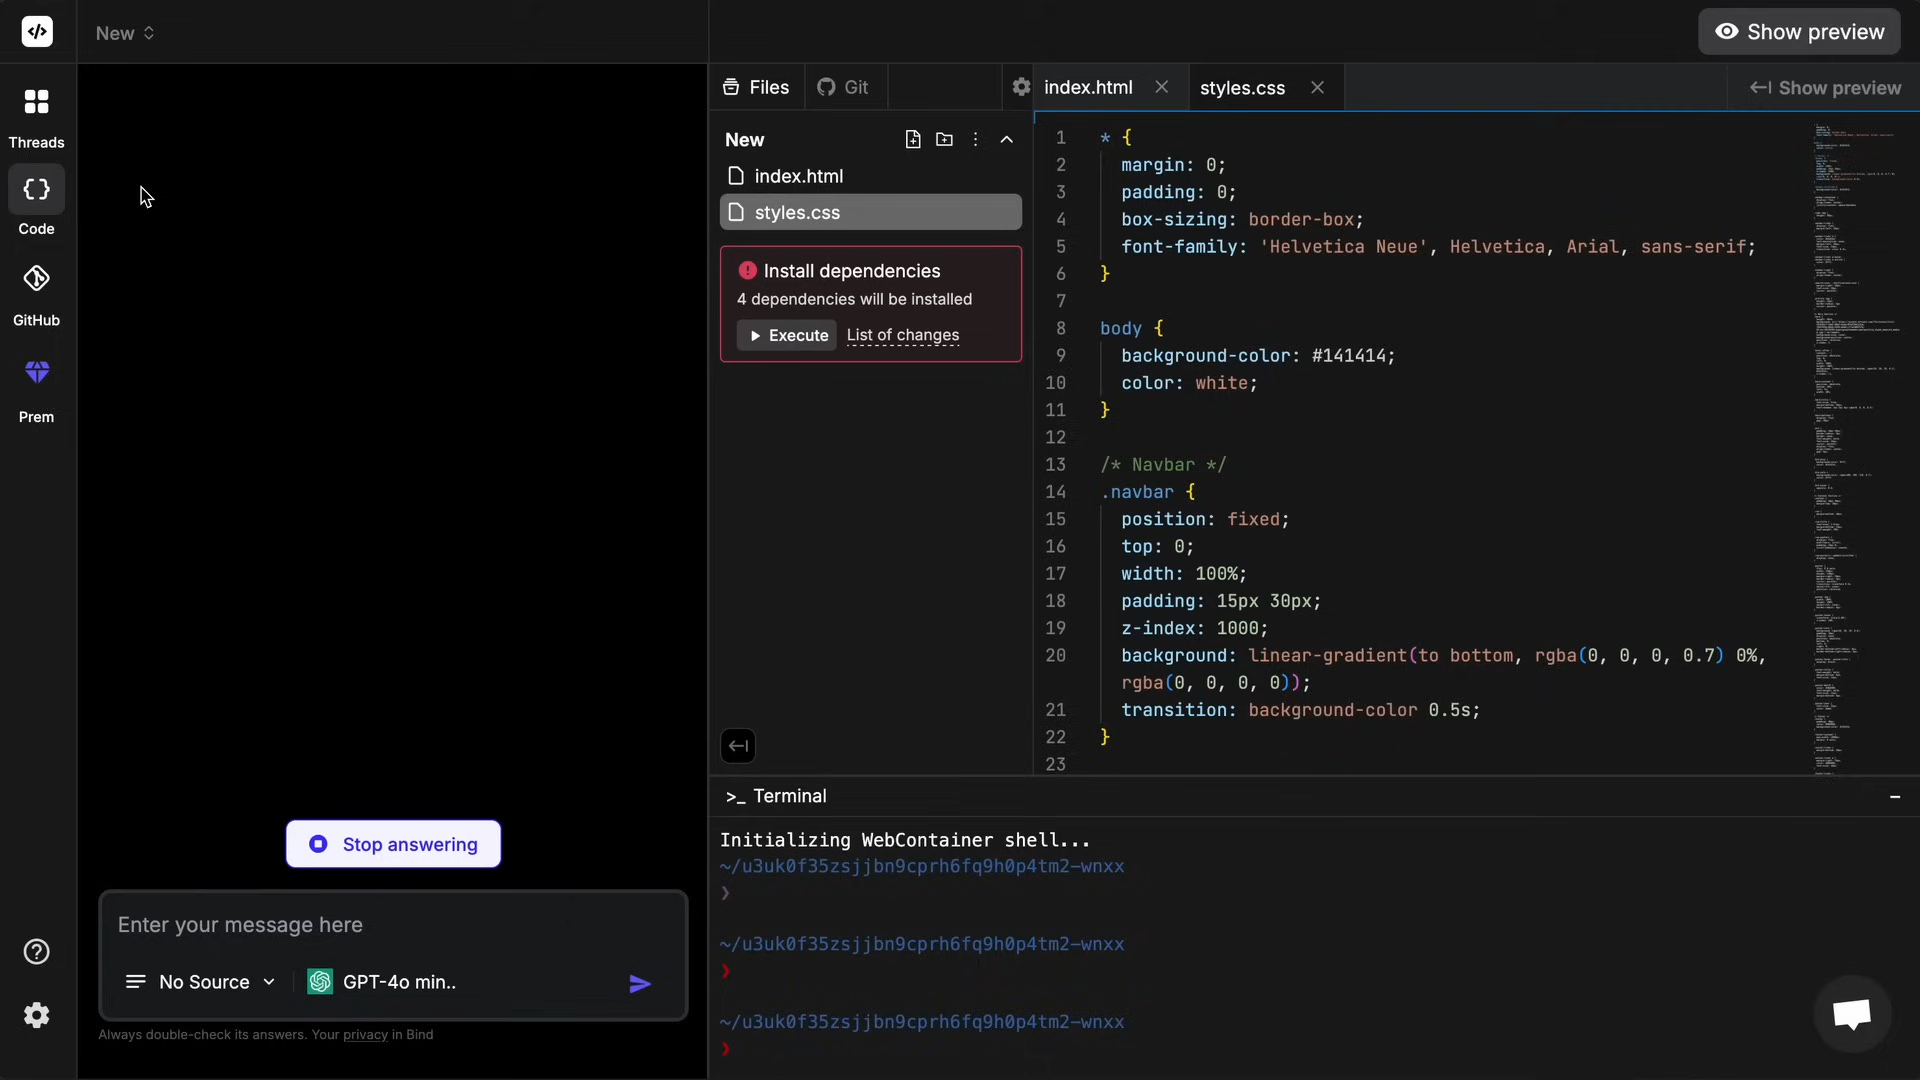 New
Show preview
Threads
Code
GitHub
Prem
Files
Git
index.html
styles.css
Show preview
New
index.html
styles.css
Install dependencies
4 dependencies will be installed
Execute
List of changes
1 * {
2 margin: 0;
3 padding: 0;
4 box-sizing: border-box;
5 font-family: 'Helvetica Neue', Helvetica, Arial, sans-serif;
6 }
7
8 body {
9 background-color: #141414;
10 color: white;
11 }
12
13 /* Navbar */
14 .navbar {
15 position: fixed;
16 top: 0;
17 width: 100%;
18 padding: 15px 30px;
19 z-index: 1000;
20 background: linear-gradient(to bottom, rgba(0, 0, 0, 0.7) 0%,
rgba(0, 0, 0, 0));
21 transition: background-color 0.5s;
22 }
23
>_ Terminal
Initializing WebContainer shell...
~/u3uk0f35zsjjbn9cprh6fq9h0p4tm2-wnxx
❯
~/u3uk0f35zsjjbn9cprh6fq9h0p4tm2-wnxx
❯
~/u3uk0f35zsjjbn9cprh6fq9h0p4tm2-wnxx
❯
Stop answering
Enter your message here
No Source
GPT-4o min..
Always double-check its answers. Your privacy in Bind